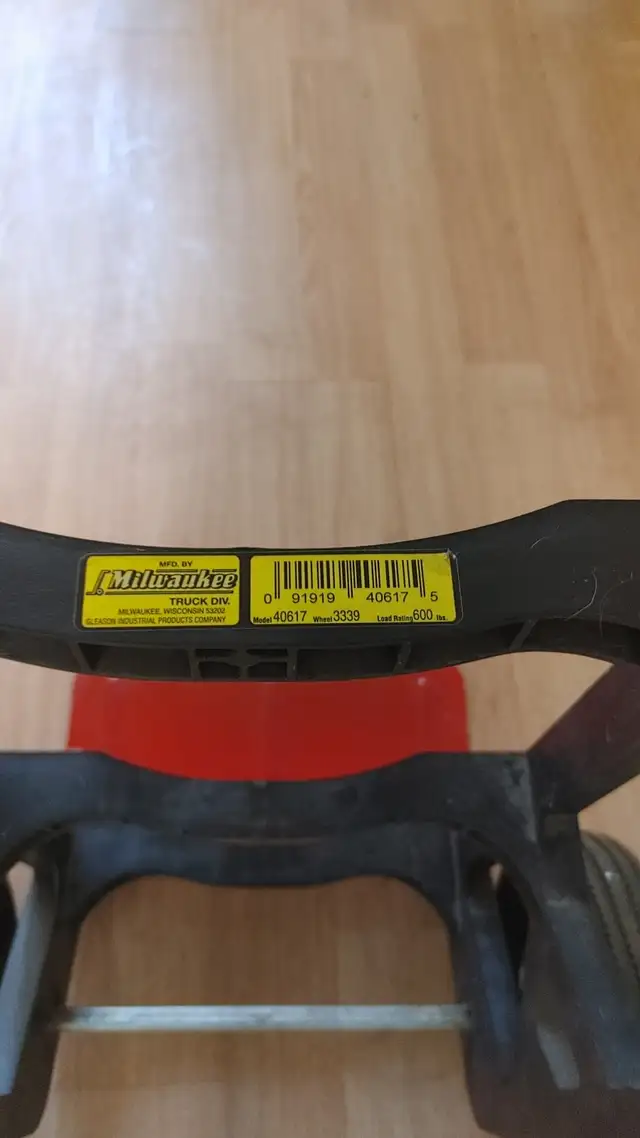 MFD. BY
Milwaukee
TRUCK DIV.
MILWAUKEE, WISCONSIN 53202
GLEASON INDUSTRIAL PRODUCTS COMPANY
0 91919 40617 5
Model 40617 Wheel 3339 Load Rating 600 lbs.